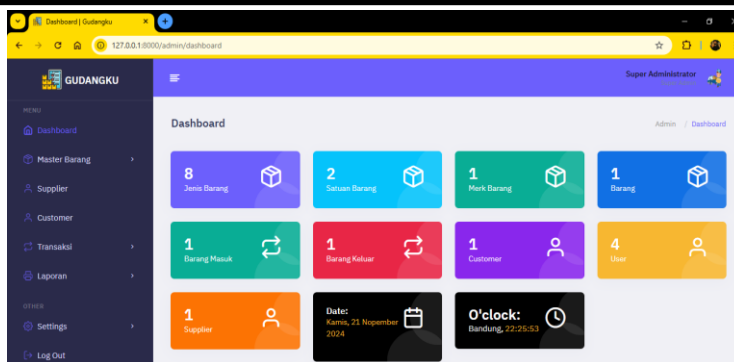 Dashboard | Gudangku
127.0.0.1:8000/admin/dashboard
GUDANGKU
Super Administrator
MENU
Dashboard
Master Barang
Supplier
Customer
Transaksi
Laporan
OTHER
Settings
Log Out
Dashboard
Admin / Dashboard
8
Jenis Barang
2
Satuan Barang
1
Merk Barang
1
Barang
1
Barang Masuk
1
Barang Keluar
1
Customer
4
User
1
Supplier
Date:
Kamis, 21 Nopember
2024
O'clock:
Bandung, 22:25:53